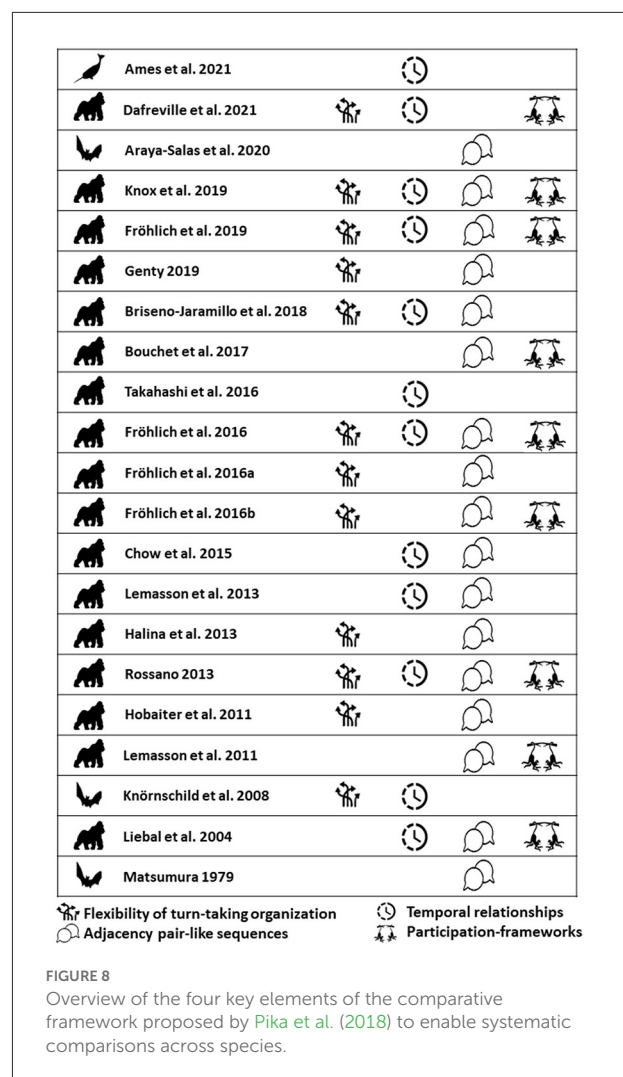 Ames et al. 2021
Dafreville et al. 2021
Araya-Salas et al. 2020
Knox et al. 2019
Fröhlich et al. 2019
Genty 2019
Briseno-Jaramillo et al. 2018
Bouchet et al. 2017
Takahashi et al. 2016
Fröhlich et al. 2016
Fröhlich et al. 2016a
Fröhlich et al. 2016b
Chow et al. 2015
Lemasson et al. 2013
Halina et al. 2013
Rossano 2013
Hobaiter et al. 2011
Lemasson et al. 2011
Knörnschild et al. 2008
Liebal et al. 2004
Matsumura 1979
Flexibility of turn-taking organization Temporal relationships
Adjacency pair-like sequences Participation-frameworks
FIGURE 8
Overview of the four key elements of the comparative
framework proposed by Pika et al. (2018) to enable systematic
comparisons across species.